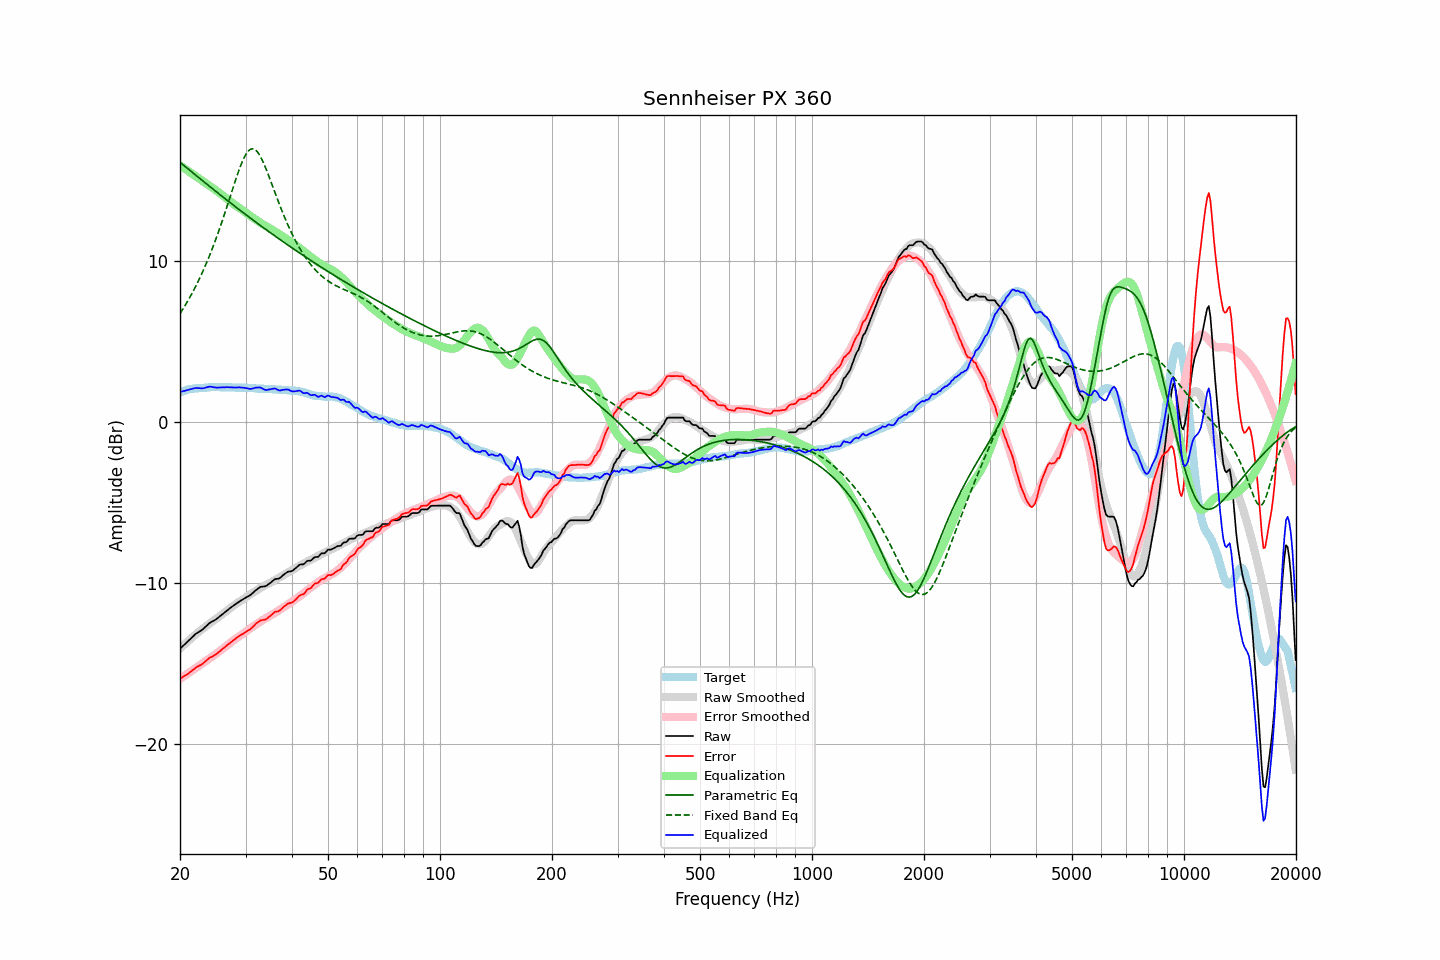 Sennheiser PX 360
Amplitude (dBr)
10
0
−10
−20
Target
Raw Smoothed
Error Smoothed
Raw
Error
Equalization
Parametric Eq
Fixed Band Eq
Equalized
20 50 100 200 500 1000 2000 5000 10000 20000
Frequency (Hz)